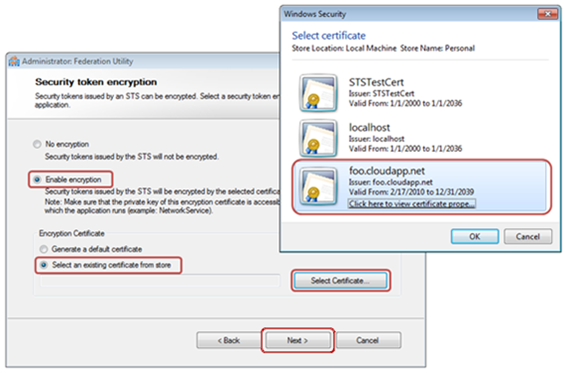 Administrator: Federation Utility
Security token encryption
Security tokens issued by an STS can be encrypted. Select a security token en
application.
No encryption
Security tokens issued by the STS will not be encrypted.
Enable encryption
Security tokens issued by the STS will be encrypted by the selected certifica
Note: Make sure that the private key of this encryption certificate is accessib
which the application runs (example: NetworkService).
Encryption Certificate
Generate a default certificate
Select an existing certificate from store
Select Certificate...
< Back
Next >
Cancel
Windows Security
Select certificate
Store Location: Local Machine Store Name: Personal
STSTestCert
Issuer: STSTestCert
Valid From: 1/1/2000 to 1/1/2036
localhost
Issuer: localhost
Valid From: 1/1/2000 to 1/1/2036
foo.cloudapp.net
Issuer: foo.cloudapp.net
Valid From: 2/17/2010 to 12/31/2039
Click here to view certificate prope...
OK
Cancel